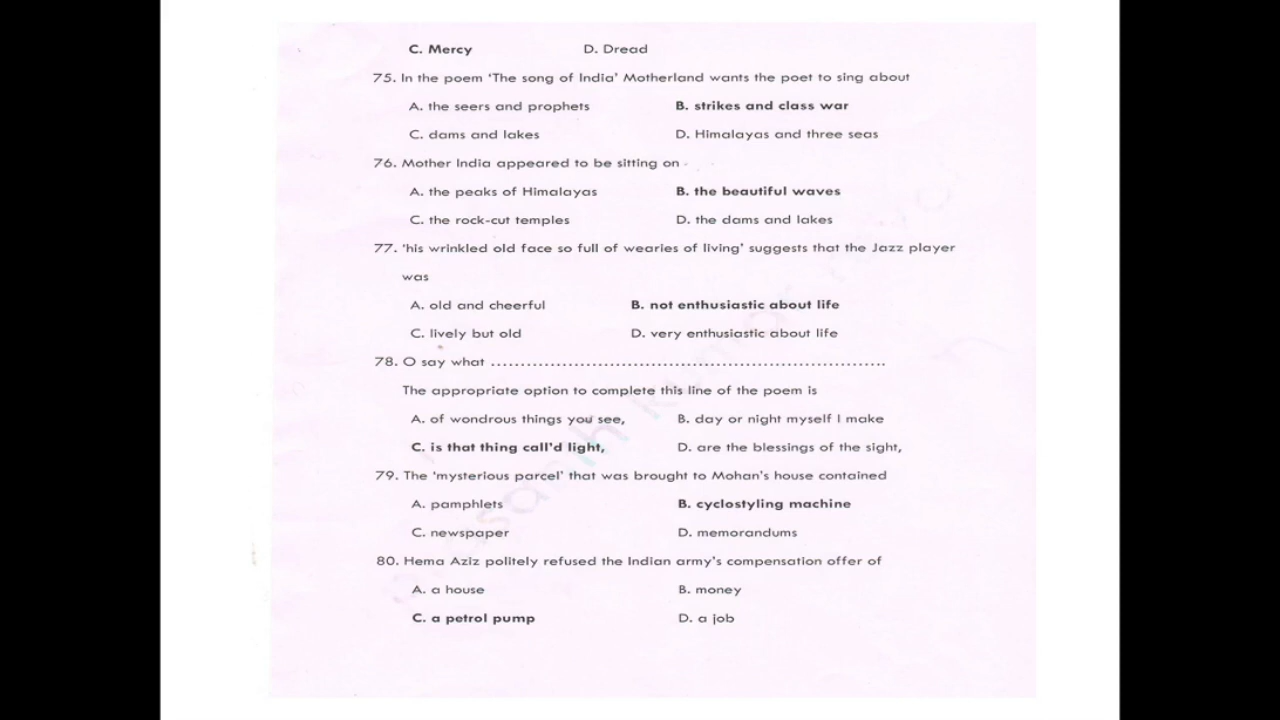 C. Mercy D. Dread
75. In the poem ‘The song of India’ Motherland wants the poet to sing about
A. the seers and prophets B. strikes and class war
C. dams and lakes D. Himalayas and three seas
76. Mother India appeared to be sitting on
A. the peaks of Himalayas B. the beautiful waves
C. the rock-cut temples D. the dams and lakes
77. ‘his wrinkled old face so full of wearies of living’ suggests that the Jazz player
was
A. old and cheerful B. not enthusiastic about life
C. lively but old D. very enthusiastic about life
78. O say what ..................................................................
The appropriate option to complete this line of the poem is
A. of wondrous things you see, B. day or night myself I make
C. is that thing call'd light, D. are the blessings of the sight,
79. The ‘mysterious parcel’ that was brought to Mohan's house contained
A. pamphlets B. cyclostyling machine
C. newspaper D. memorandums
80. Hema Aziz politely refused the Indian army's compensation offer of
A. a house B. money
C. a petrol pump D. a job